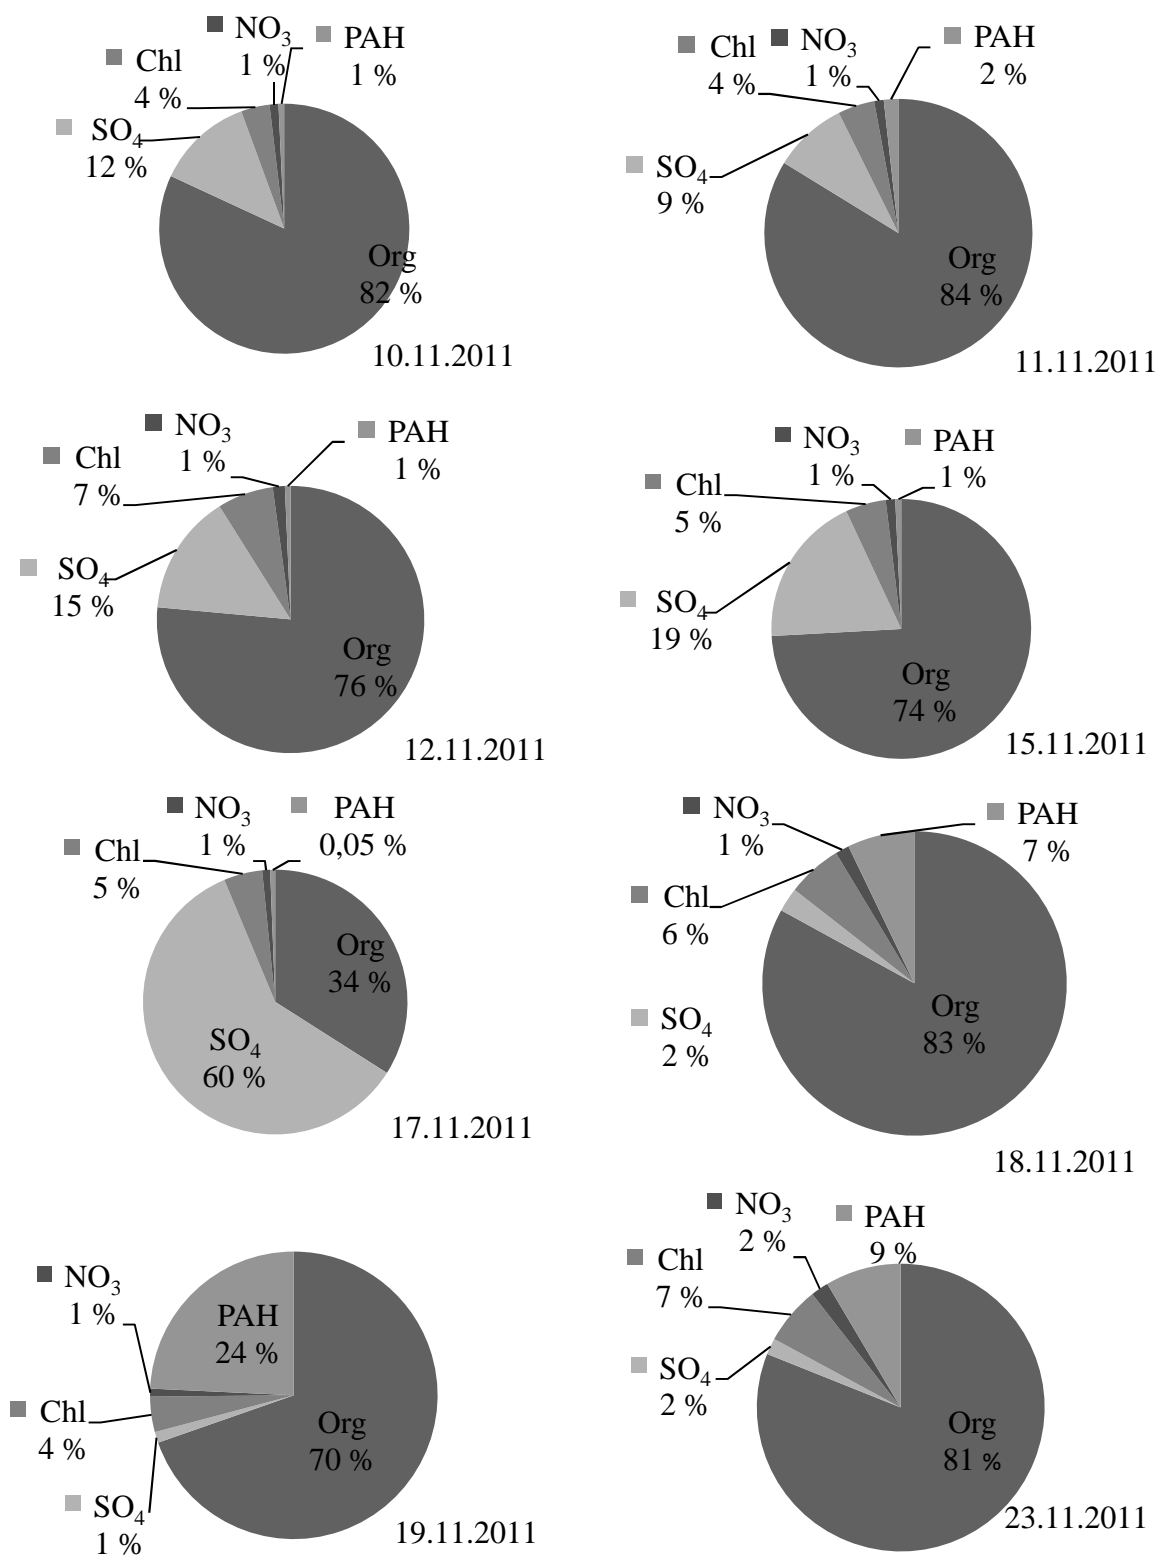 NO₃
1 %
PAH
1 %
Chl
4 %
SO₄
12 %
Org
82 %
10.11.2011
Chl
4 %
NO₃
1 %
PAH
2 %
SO₄
9 %
Org
84 %
11.11.2011
NO₃
1 %
PAH
1 %
Chl
7 %
SO₄
15 %
Org
76 %
12.11.2011
NO₃
1 %
PAH
1 %
Chl
5 %
SO₄
19 %
Org
74 %
15.11.2011
NO₃
1 %
PAH
0,05 %
Chl
5 %
Org
34 %
SO₄
60 %
17.11.2011
NO₃
1 %
PAH
7 %
Chl
6 %
SO₄
2 %
Org
83 %
18.11.2011
NO₃
1 %
PAH
24 %
Chl
4 %
Org
70 %
SO₄
1 %
19.11.2011
NO₃
2 %
PAH
9 %
Chl
7 %
SO₄
2 %
Org
81 %
23.11.2011